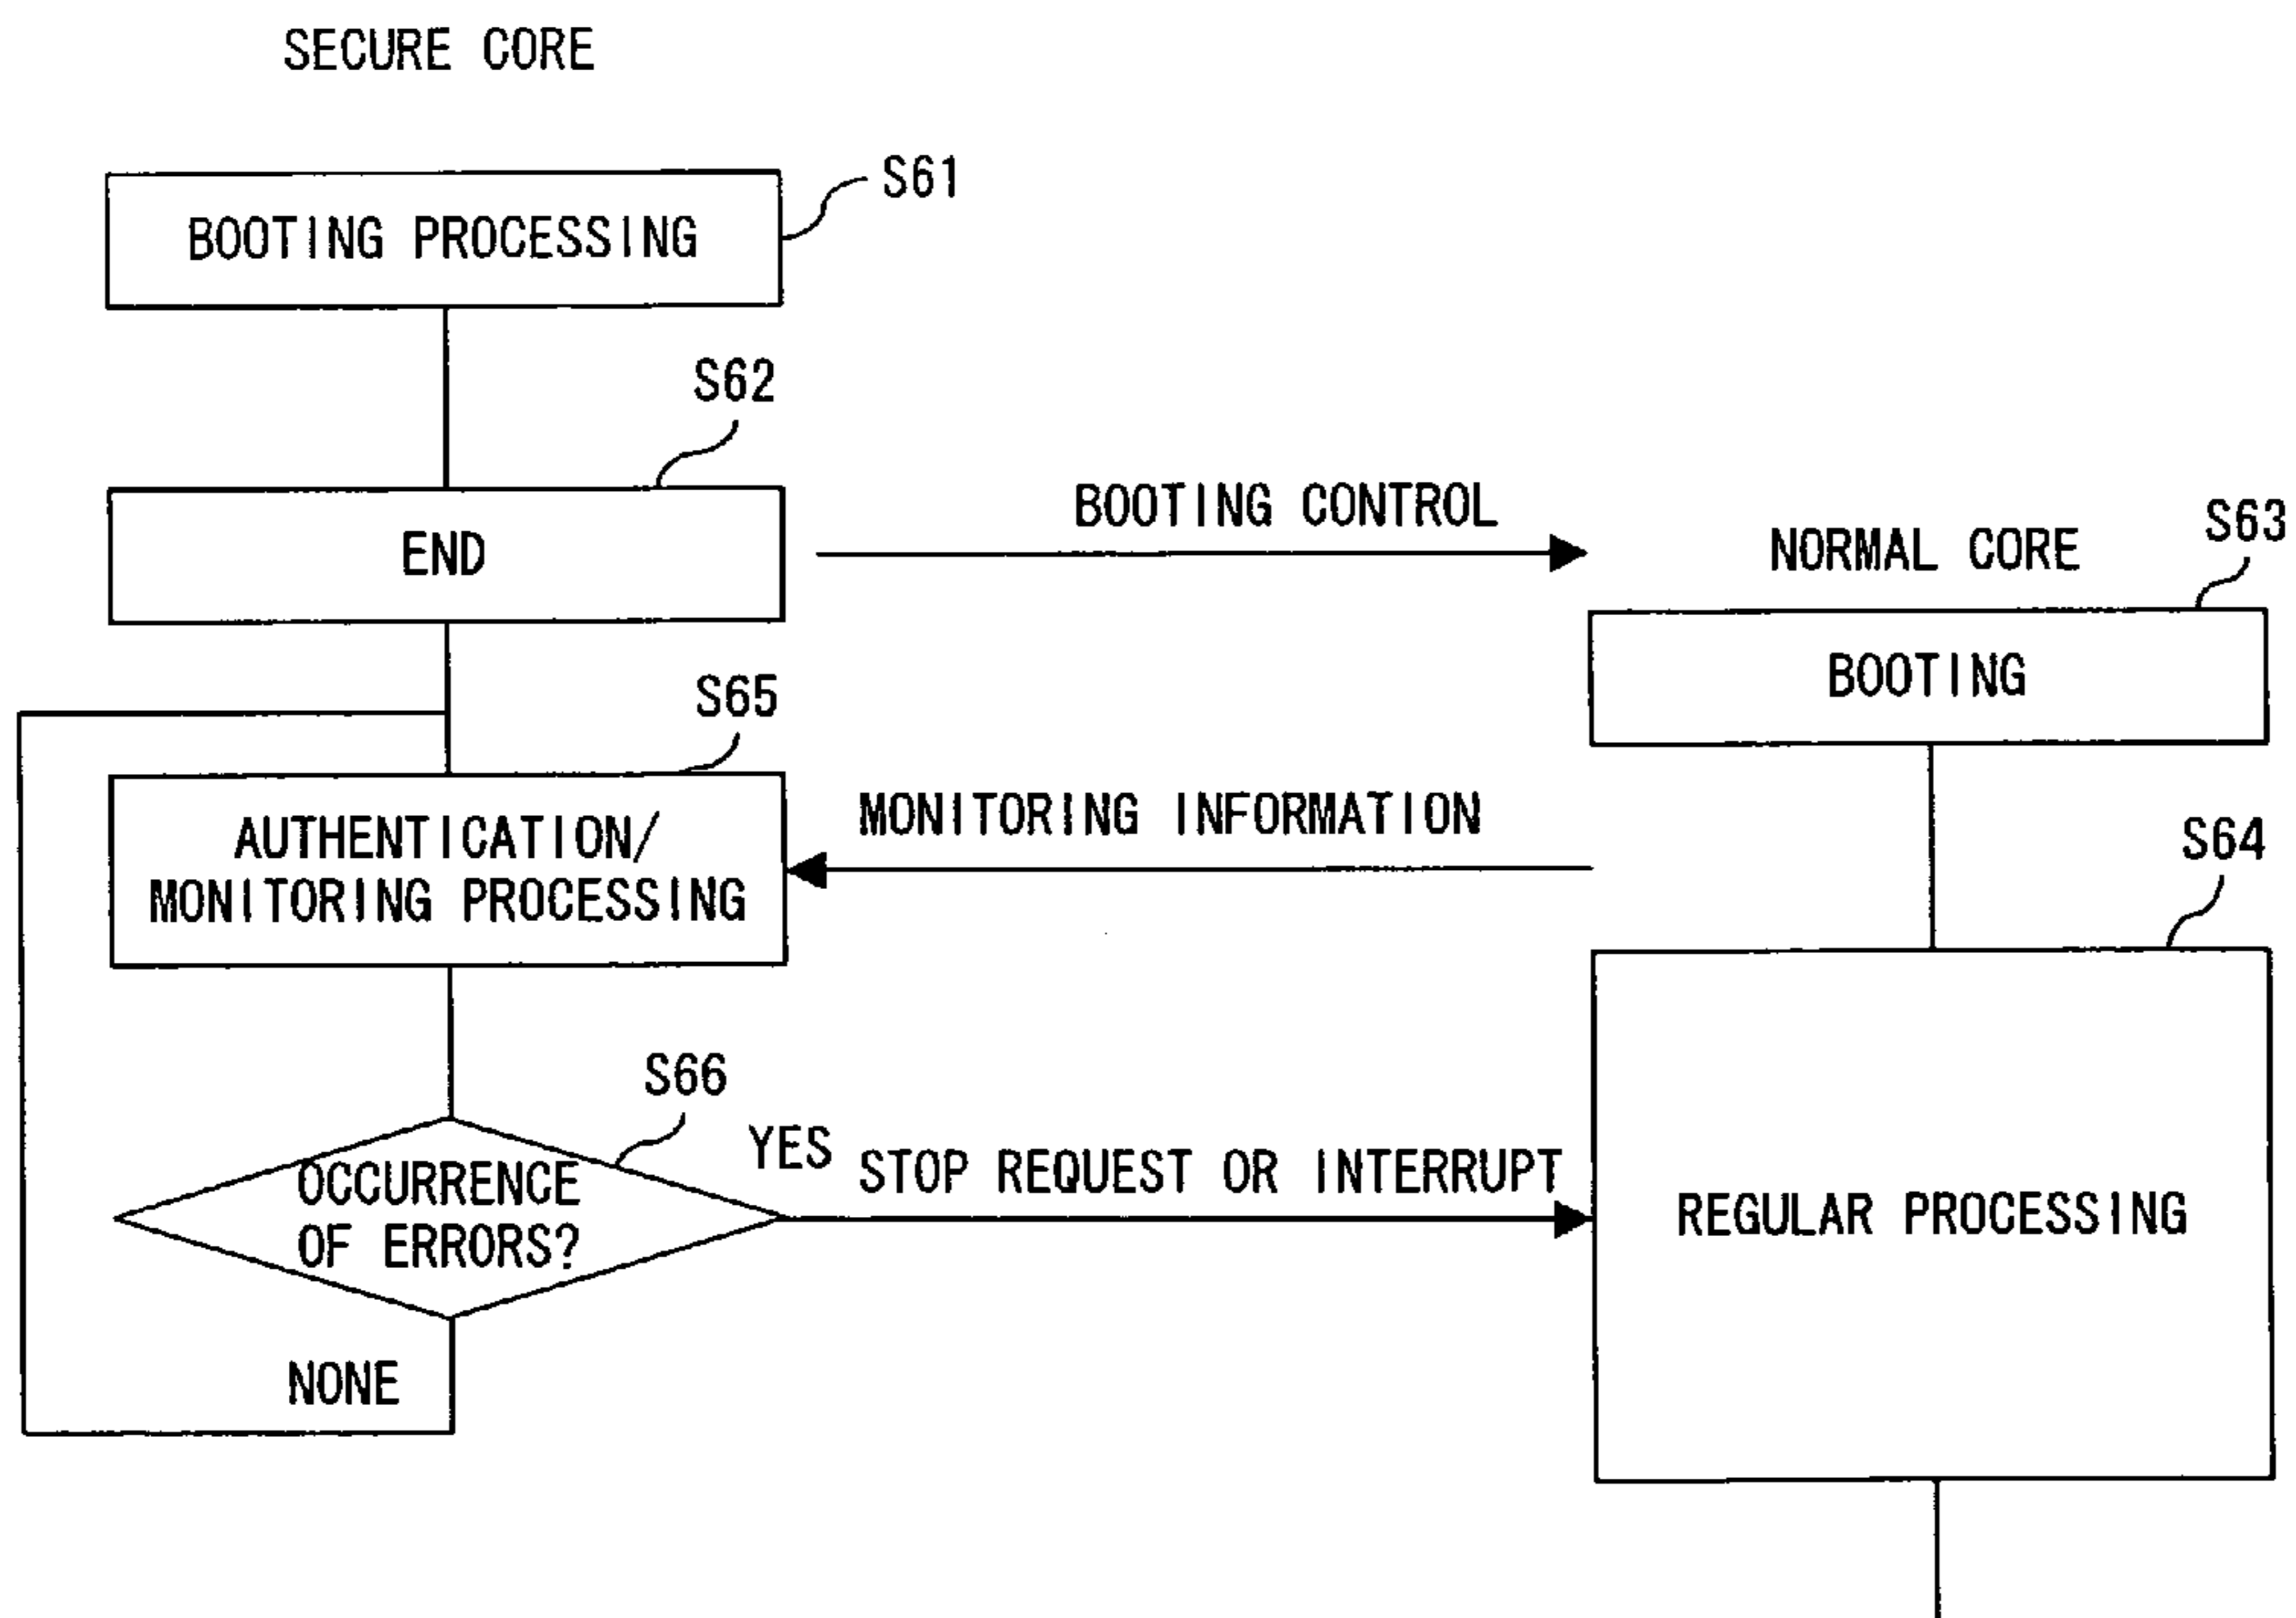 SECURE CORE
S61
BOOTING PROCESSING
S62
END
BOOTING CONTROL
NORMAL CORE
S63
BOOTING
S65
AUTHENTICATION/
MONITORING PROCESSING
MONITORING INFORMATION
S64
S66
OCCURRENCE
OF ERRORS?
YES
STOP REQUEST OR INTERRUPT
REGULAR PROCESSING
NONE